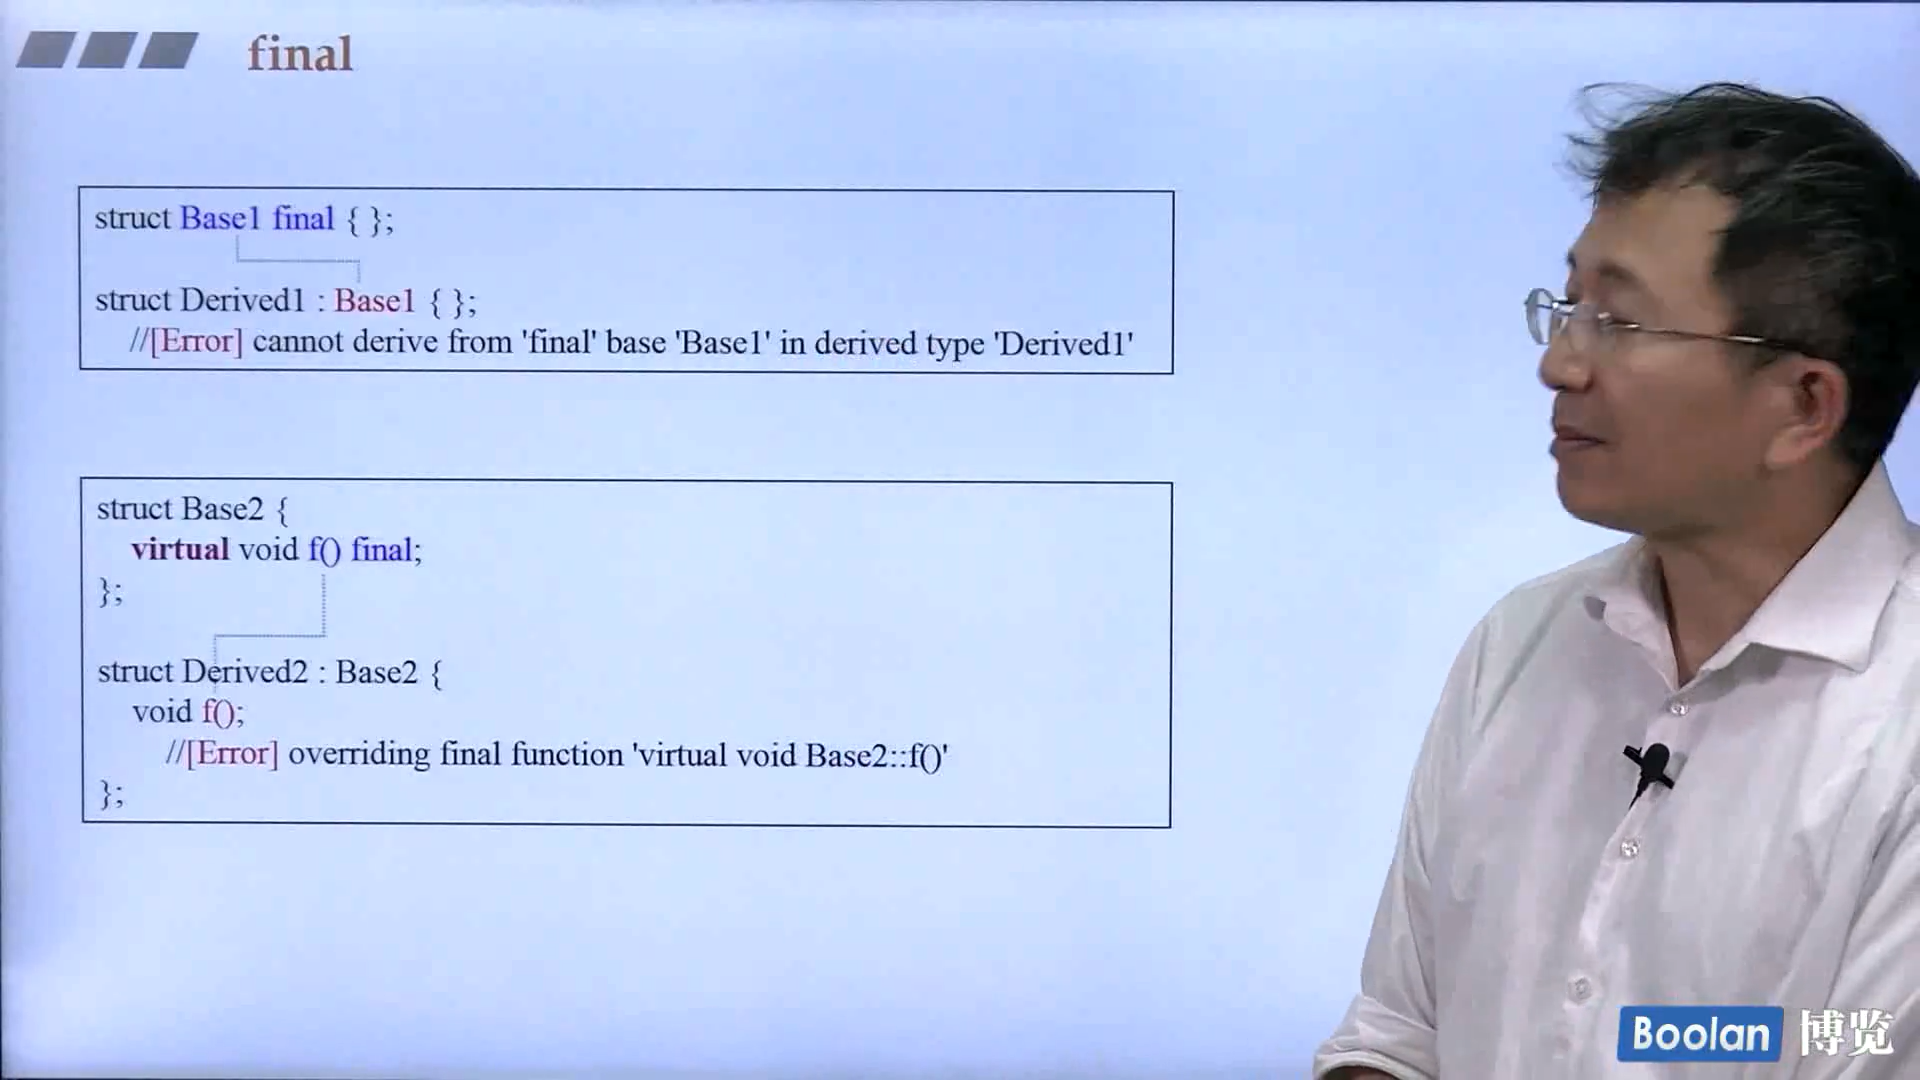 final
struct Base1 final { };
struct Derived1 : Base1 { };
//[Error] cannot derive from 'final' base 'Base1' in derived type 'Derived1'
struct Base2 {
virtual void f() final;
};
struct Derived2 : Base2 {
void f();
//[Error] overriding final function 'virtual void Base2::f()'
};
Boolan 博览